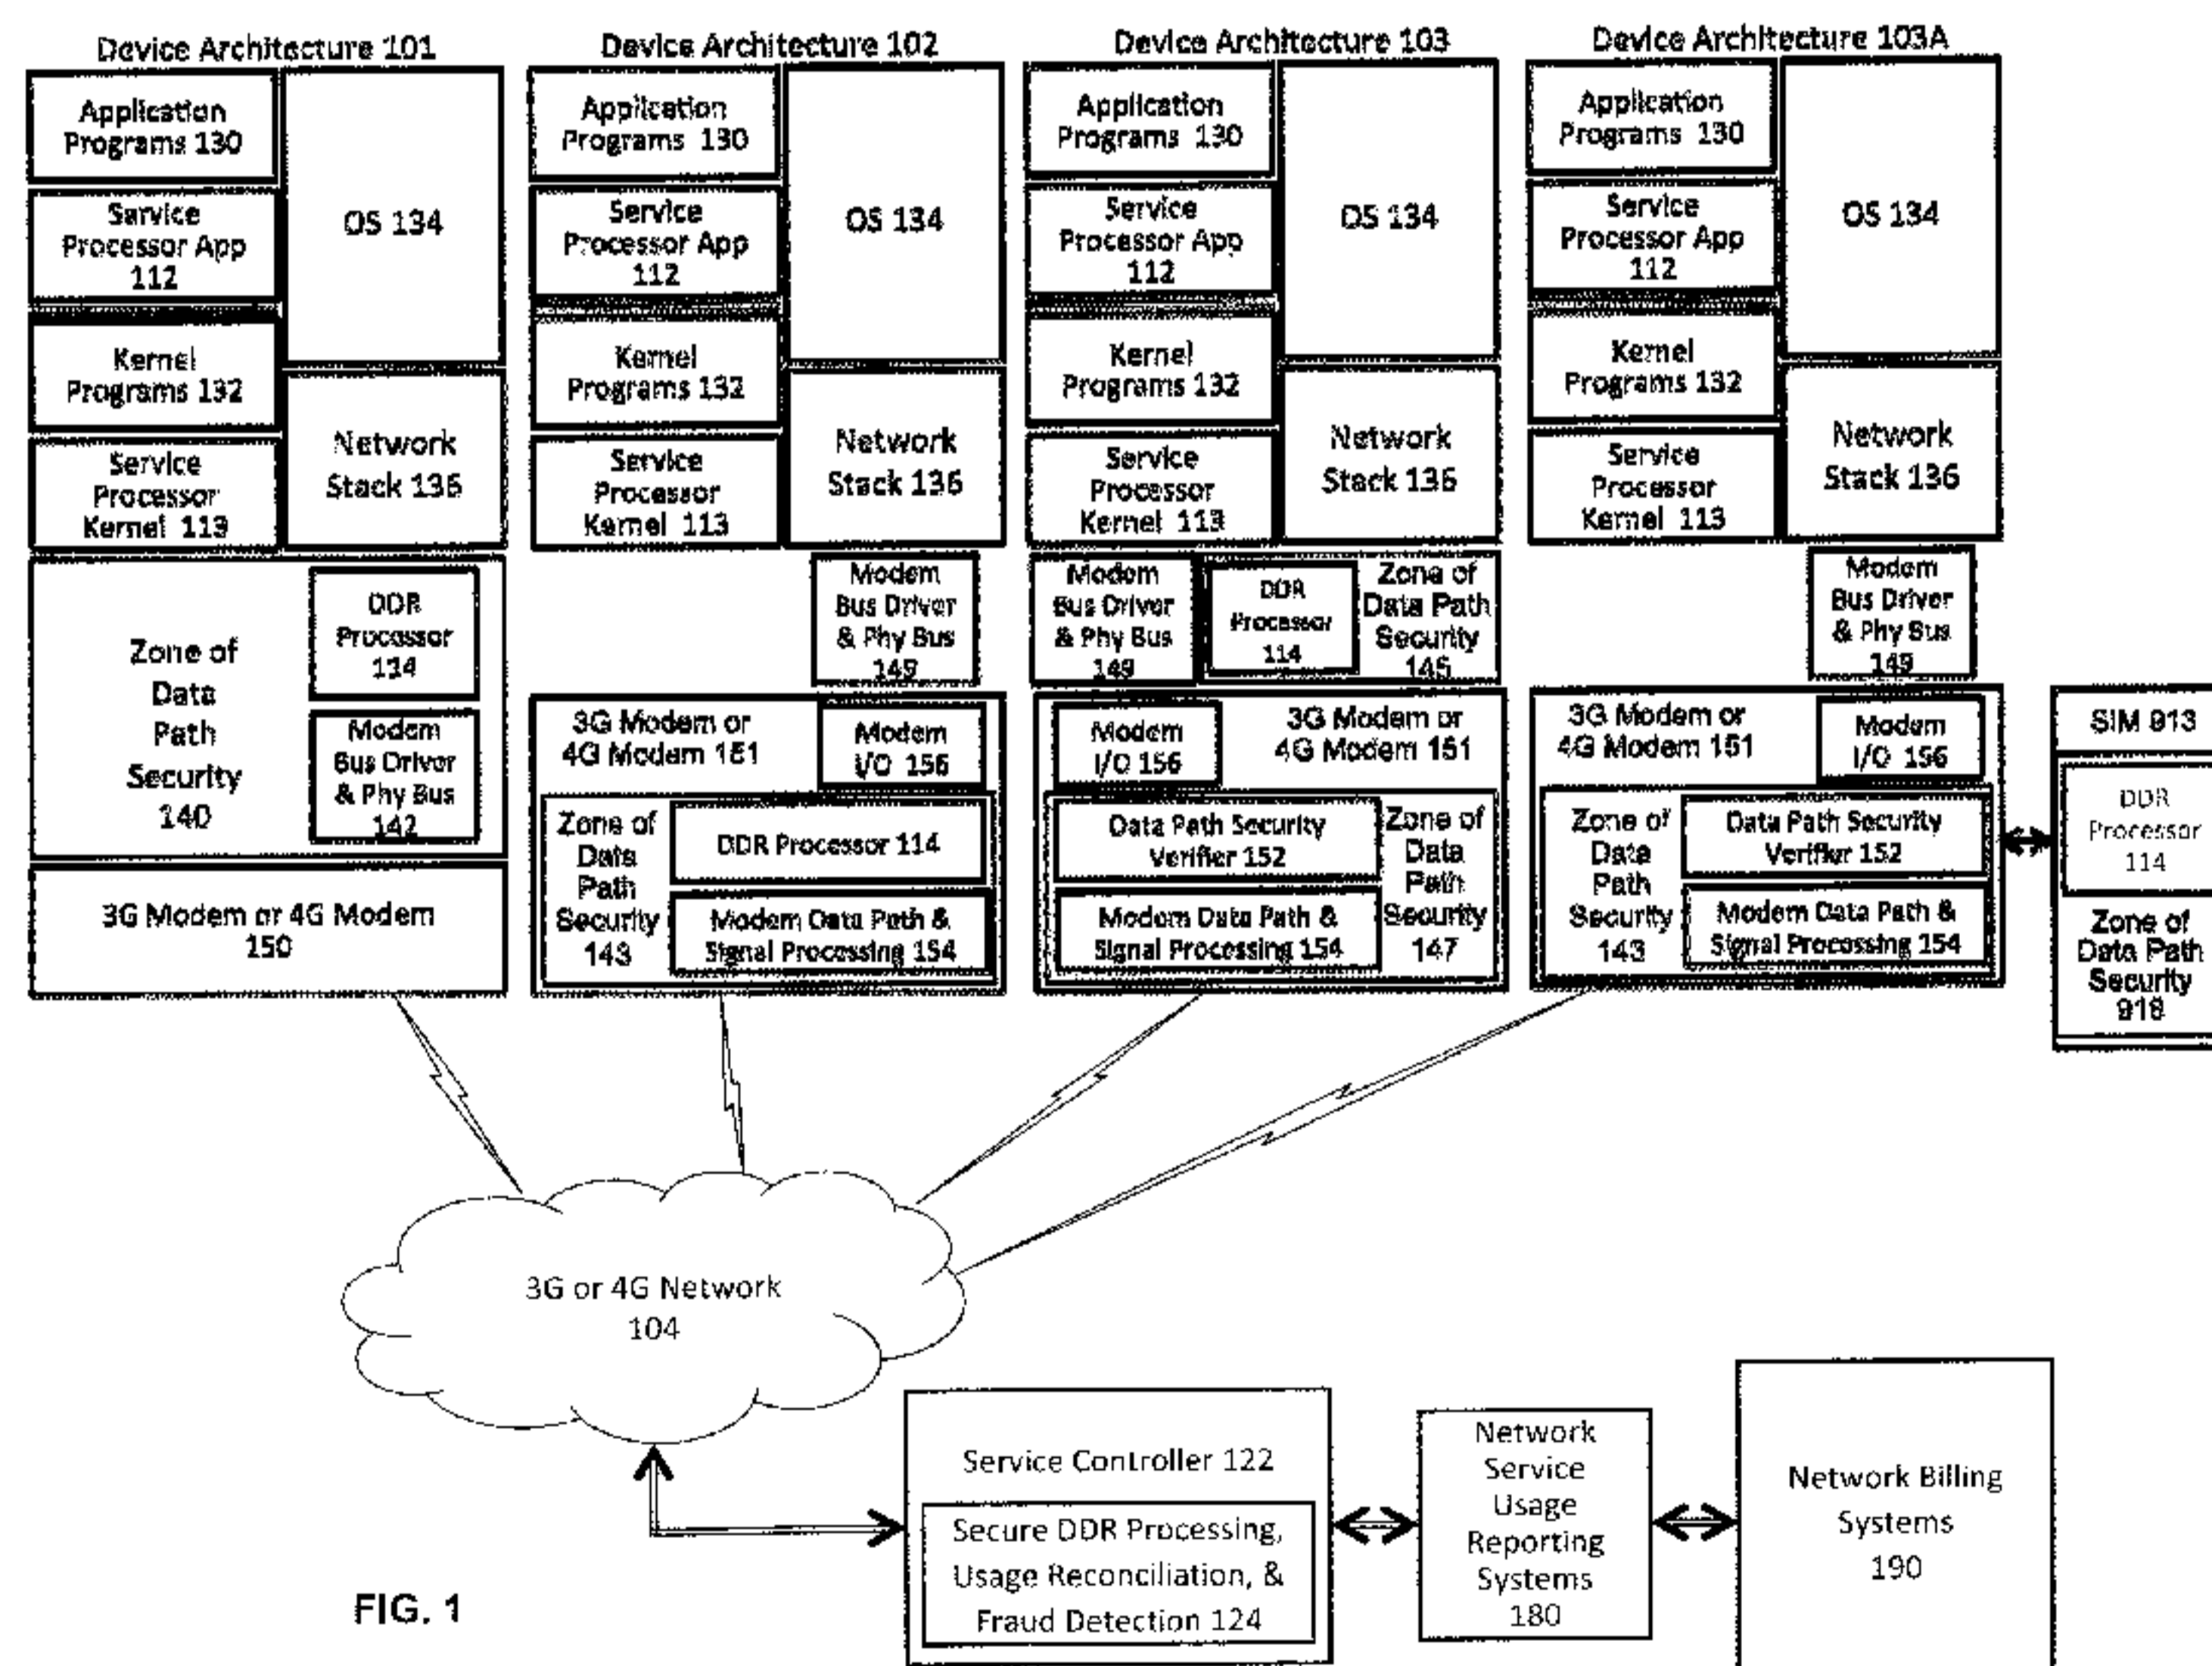 Device Architecture 101
Application
Programs 130
Service
Processor App
112
Kernel
Programs 132
Service
Processor
Kernel 113
OS 134
Network
Stack 136
Zone of
Data
Path
Security
140
DDR
Processor
114
Modem
Bus Driver
& Phy Bus
142
3G Modem or 4G Modem
150
Device Architecture 102
Application
Programs 130
Service
Processor App
112
Kernel
Programs 132
Service
Processor
Kernel 113
OS 134
Network
Stack 136
Modem
Bus Driver
& Phy Bus
149
3G Modem or
4G Modem 151
Modem
I/O 156
Zone of
Data
Path
Security
143
DDR Processor 114
Modem Data Path &
Signal Processing 154
Device Architecture 103
Application
Programs 130
Service
Processor App
112
Kernel
Programs 132
Service
Processor
Kernel 113
OS 134
Network
Stack 136
Modem
Bus Driver
& Phy Bus
149
DDR
Processor
114
Zone of
Data Path
Security
145
Modem
I/O 156
3G Modem or
4G Modem 151
Data Path Security
Verifier 152
Modem Data Path &
Signal Processing 154
Zone of
Data
Path
Security
147
Device Architecture 103A
Application
Programs 130
Service
Processor App
112
Kernel
Programs 132
Service
Processor
Kernel 113
OS 134
Network
Stack 136
Modem
Bus Driver
& Phy Bus
149
3G Modem or
4G Modem 151
Modem
I/O 156
Zone of
Data
Path
Security
143
Data Path Security
Verifier 152
Modem Data Path &
Signal Processing 154
SIM 913
DDR
Processor
114
Zone of
Data Path
Security
918
3G or 4G Network
104
Service Controller 122
Secure DDR Processing,
Usage Reconciliation, &
Fraud Detection 124
Network
Service
Usage
Reporting
Systems
180
Network Billing
Systems
190
FIG. 1